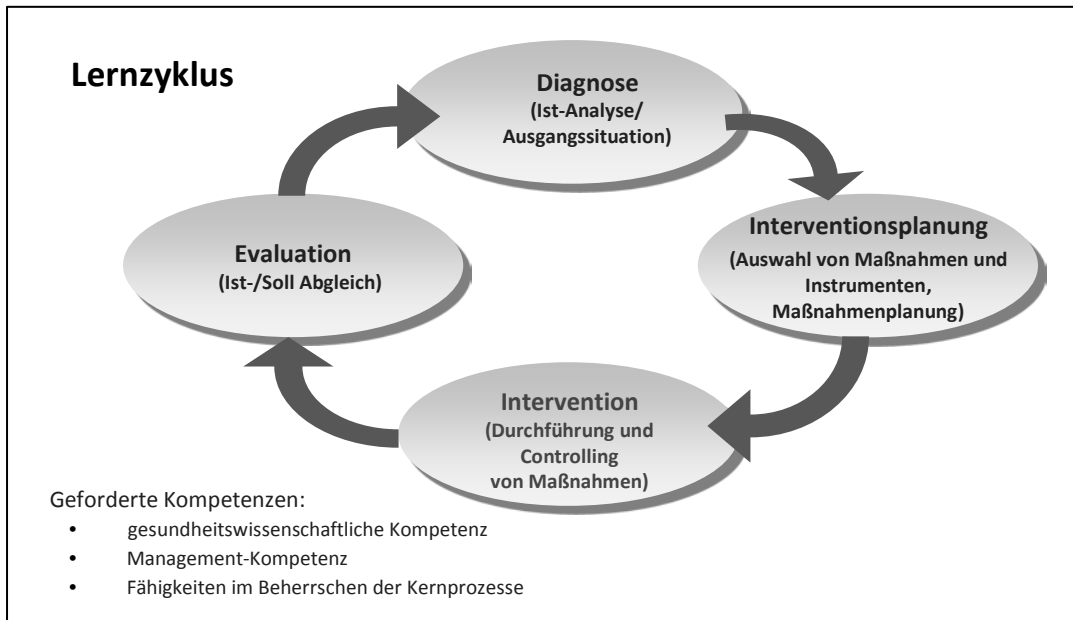 Lernzyklus
Diagnose
(Ist-Analyse/
Ausgangssituation)
Interventionsplanung
(Auswahl von Maßnahmen und
Instrumenten,
Maßnahmenplanung)
Intervention
(Durchführung und
Controlling
von Maßnahmen)
Evaluation
(Ist-/Soll Abgleich)
Geforderte Kompetenzen:
• gesundheitswissenschaftliche Kompetenz
• Management-Kompetenz
• Fähigkeiten im Beherrschen der Kernprozesse